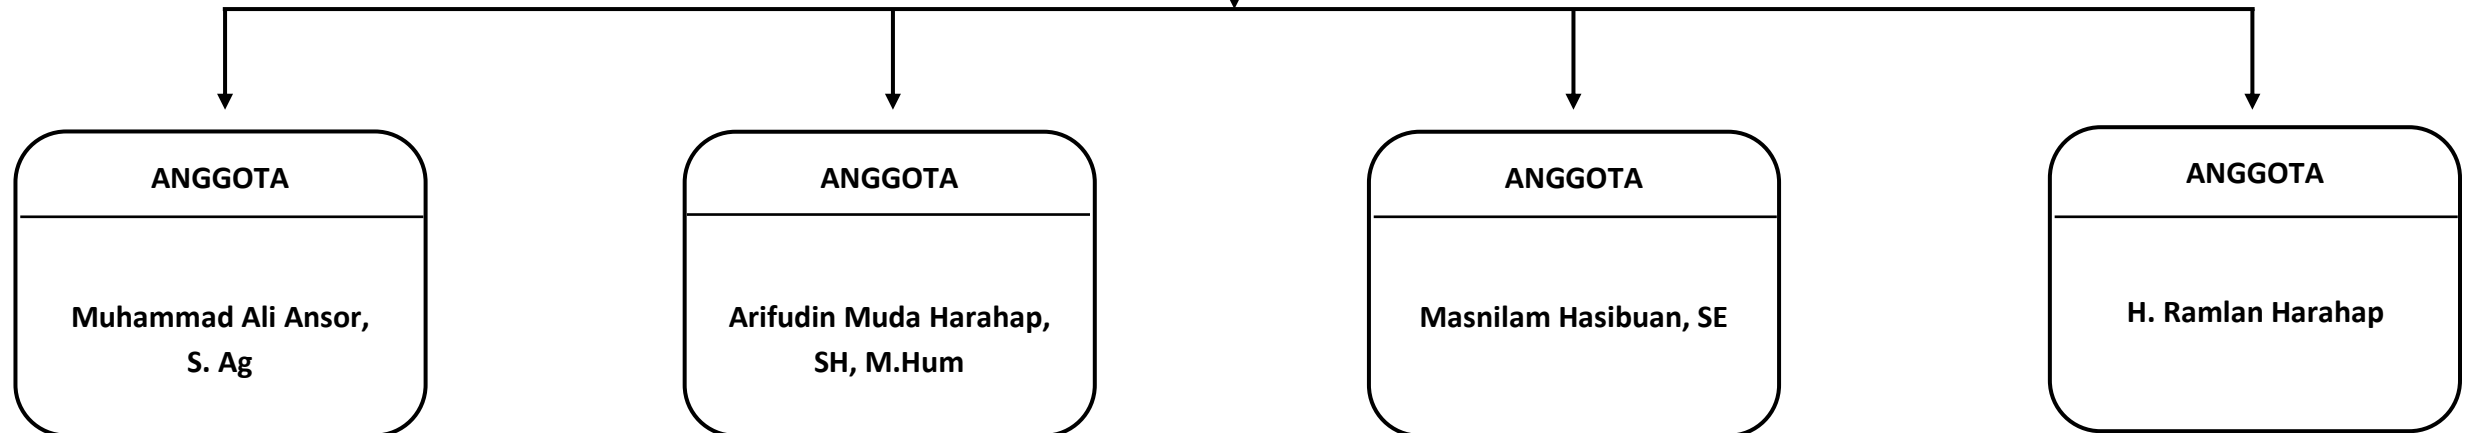 ANGGOTA
Muhammad Ali Ansor,
S. Ag
ANGGOTA
Arifudin Muda Harahap,
SH, M.Hum
ANGGOTA
Masnilam Hasibuan, SE
ANGGOTA
H. Ramlan Harahap